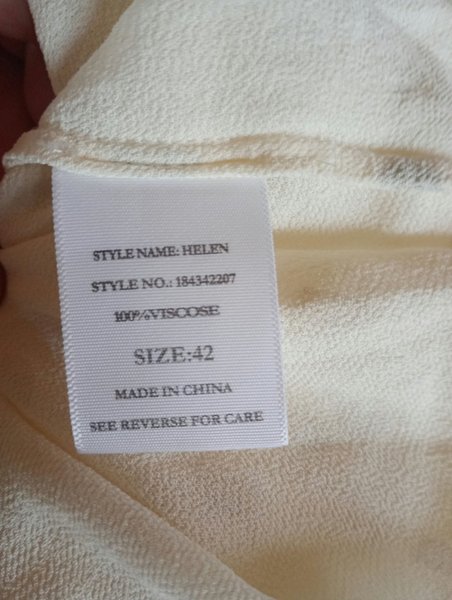 STYLE NAME: HELEN
STYLE NO.: 184342207
100%VISCOSE
SIZE:42
MADE IN CHINA
SEE REVERSE FOR CARE